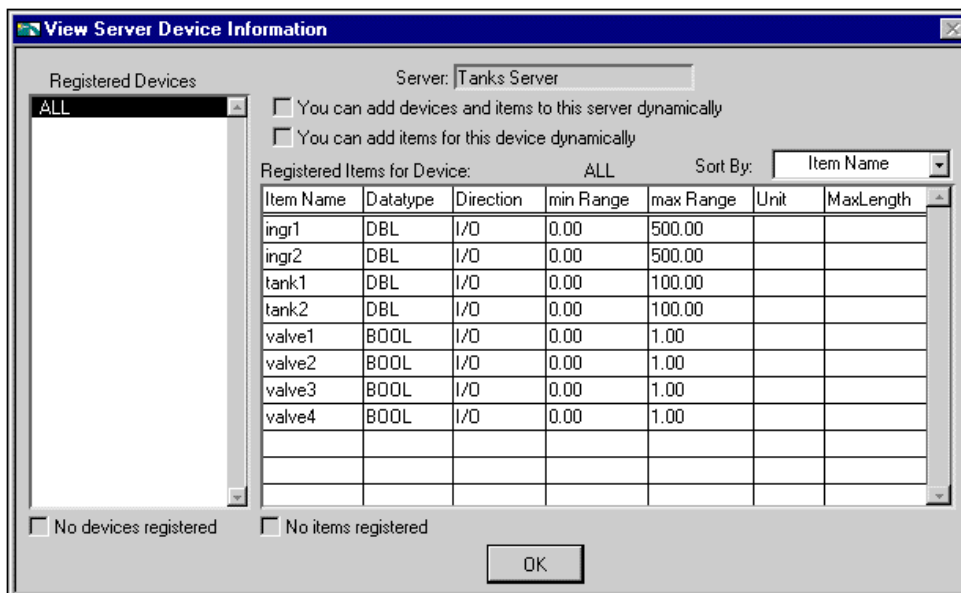 View Server Device Information
Registered Devices
ALL
Server: Tanks Server
You can add devices and items to this server dynamically
You can add items for this device dynamically
Registered Items for Device: ALL Sort By: Item Name
Item Name Datatype Direction min Range max Range Unit MaxLength
ingr1 DBL I/O 0.00 500.00
ingr2 DBL I/O 0.00 500.00
tank1 DBL I/O 0.00 100.00
tank2 DBL I/O 0.00 100.00
valve1 BOOL I/O 0.00 1.00
valve2 BOOL I/O 0.00 1.00
valve3 BOOL I/O 0.00 1.00
valve4 BOOL I/O 0.00 1.00
No devices registered
No items registered
OK